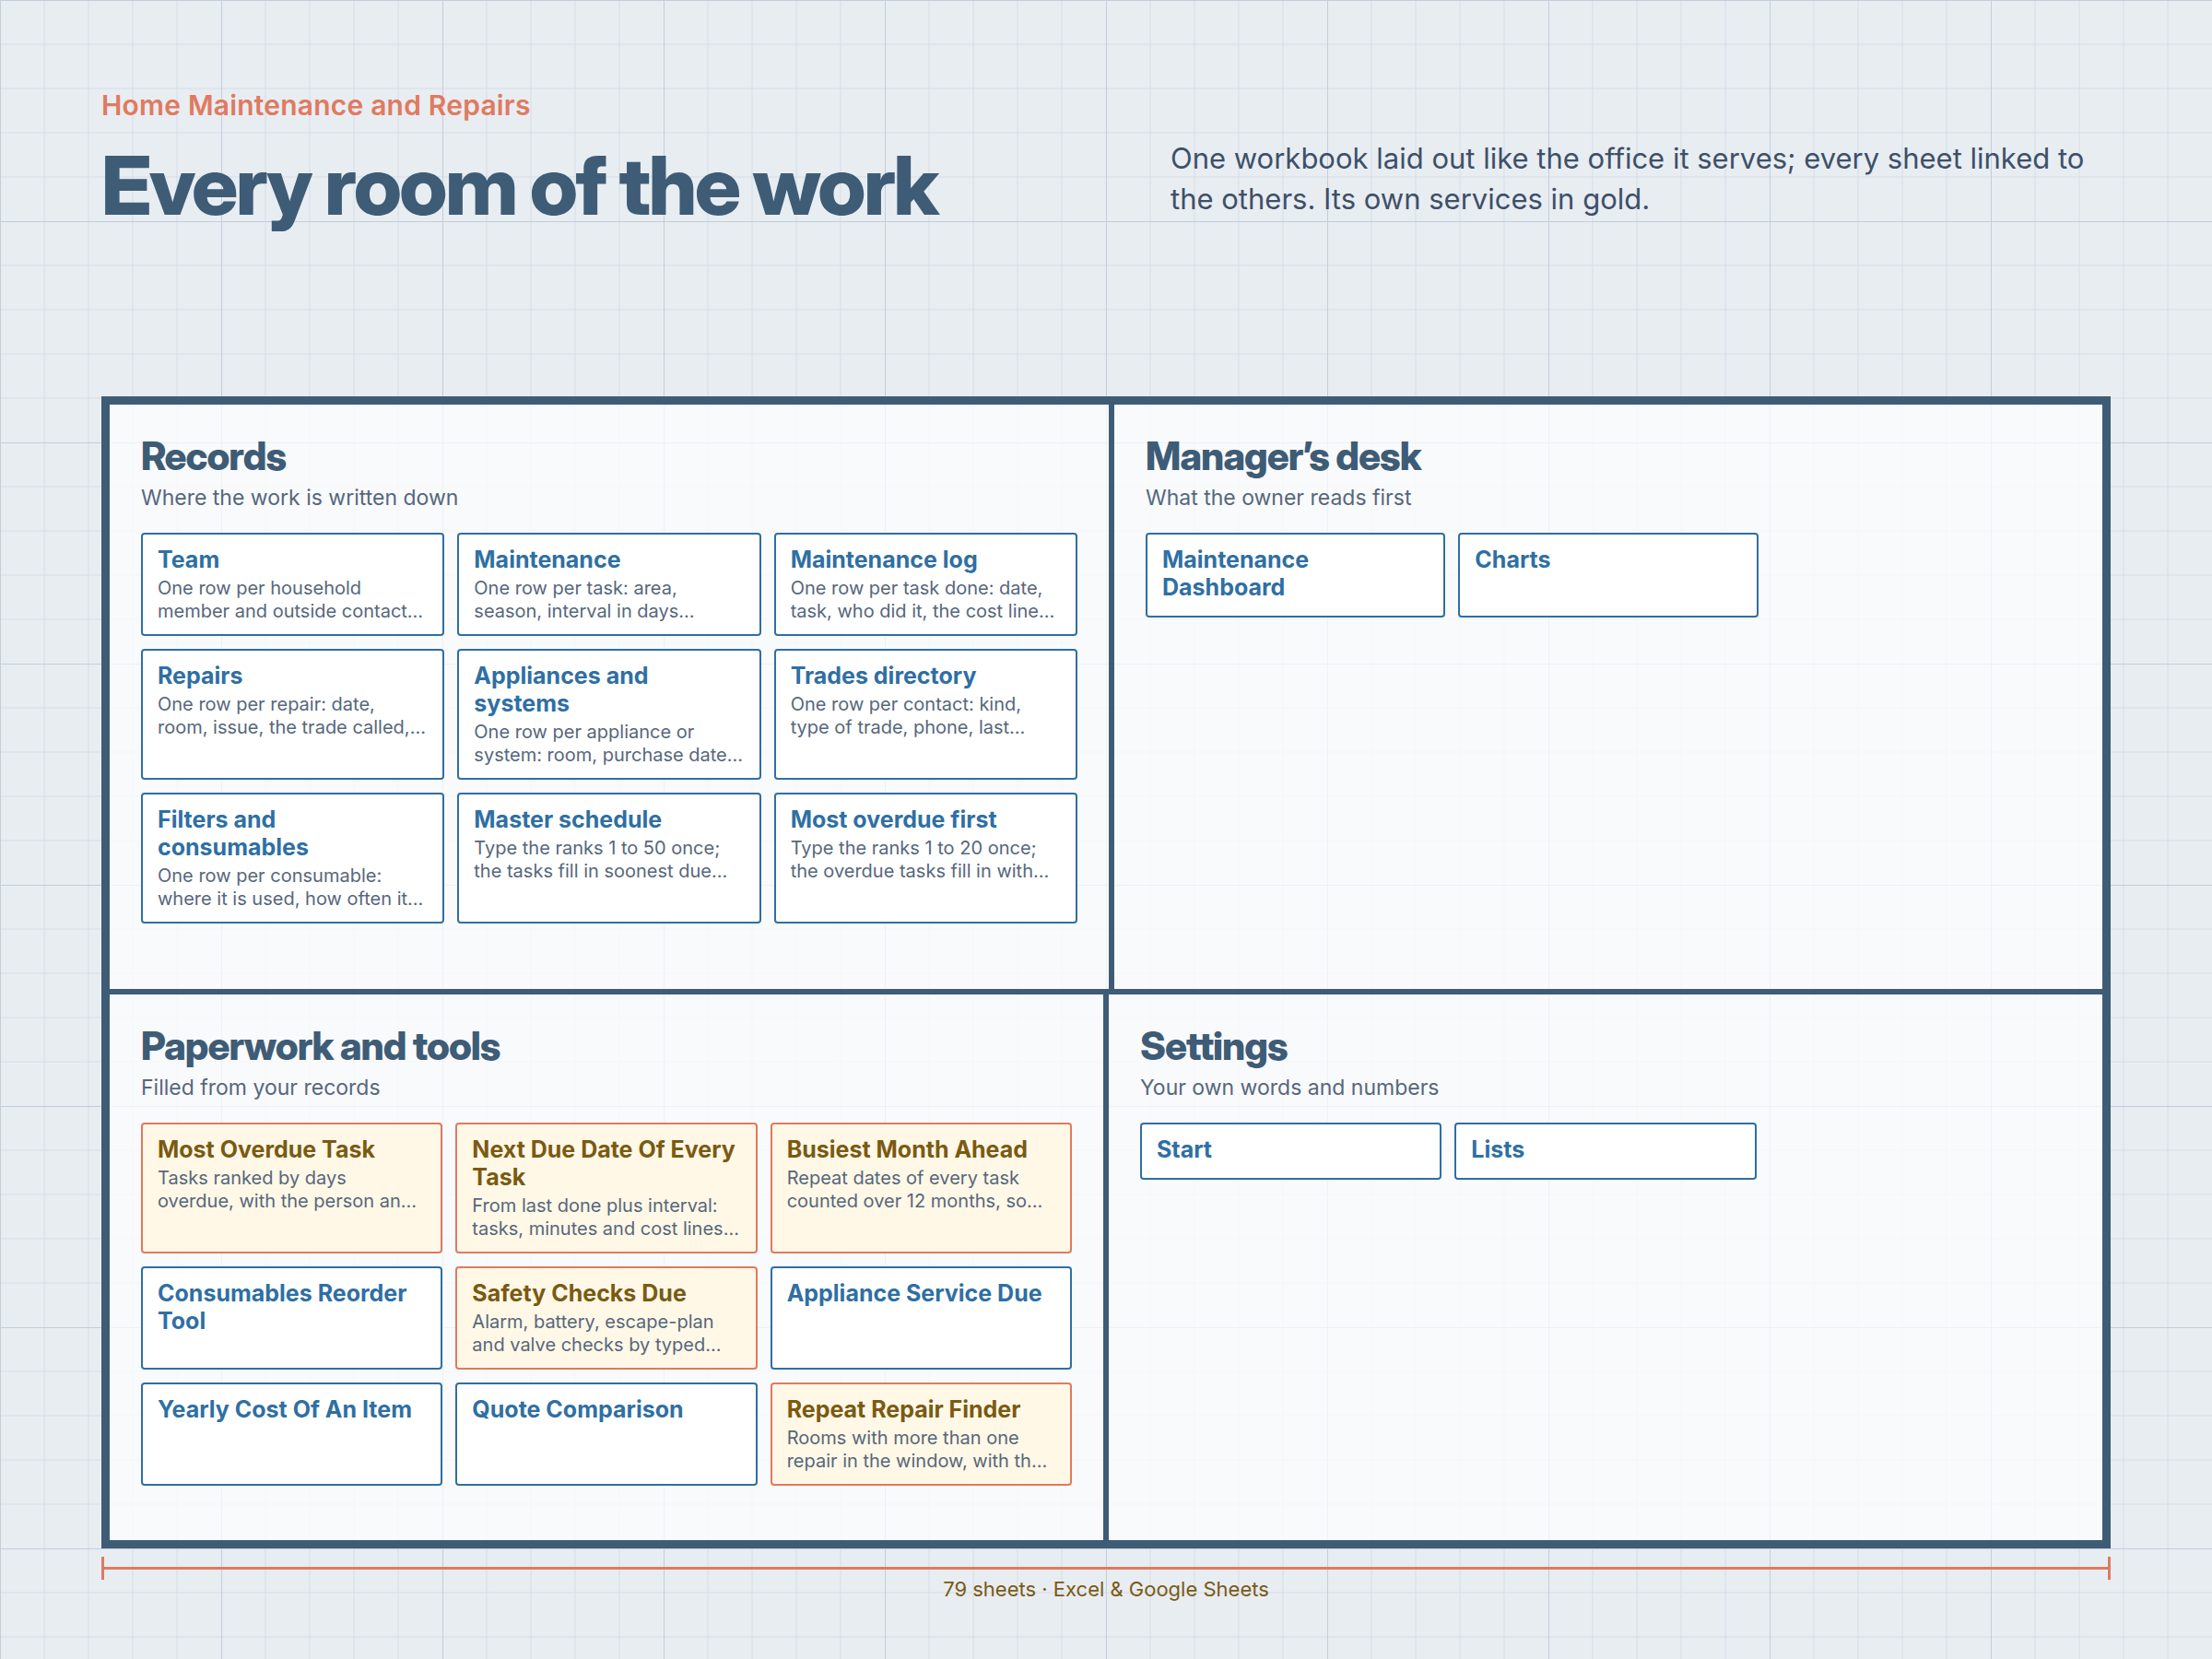 Home Maintenance and Repairs
Every room of the work
One workbook laid out like the office it serves; every sheet linked to
the others. Its own services in gold.
Records
Where the work is written down
Team
One row per household
member and outside contact...
Maintenance
One row per task: area,
season, interval in days...
Maintenance log
One row per task done: date,
task, who did it, the cost line...
Repairs
One row per repair: date,
room, issue, the trade called,...
Appliances and
systems
One row per appliance or
system: room, purchase date...
Trades directory
One row per contact: kind,
type of trade, phone, last...
Filters and
consumables
One row per consumable:
where it is used, how often it...
Master schedule
Type the ranks 1 to 50 once;
the tasks fill in soonest due...
Most overdue first
Type the ranks 1 to 20 once;
the overdue tasks fill in with...
Manager’s desk
What the owner reads first
Maintenance
Dashboard
Charts
Paperwork and tools
Filled from your records
Most Overdue Task
Tasks ranked by days
overdue, with the person an...
Next Due Date Of Every
Task
From last done plus interval:
tasks, minutes and cost lines...
Busiest Month Ahead
Repeat dates of every task
counted over 12 months, so...
Consumables Reorder
Tool
Safety Checks Due
Alarm, battery, escape-plan
and valve checks by typed...
Appliance Service Due
Yearly Cost Of An Item
Quote Comparison
Repeat Repair Finder
Rooms with more than one
repair in the window, with th...
Settings
Your own words and numbers
Start
Lists
79 sheets · Excel & Google Sheets